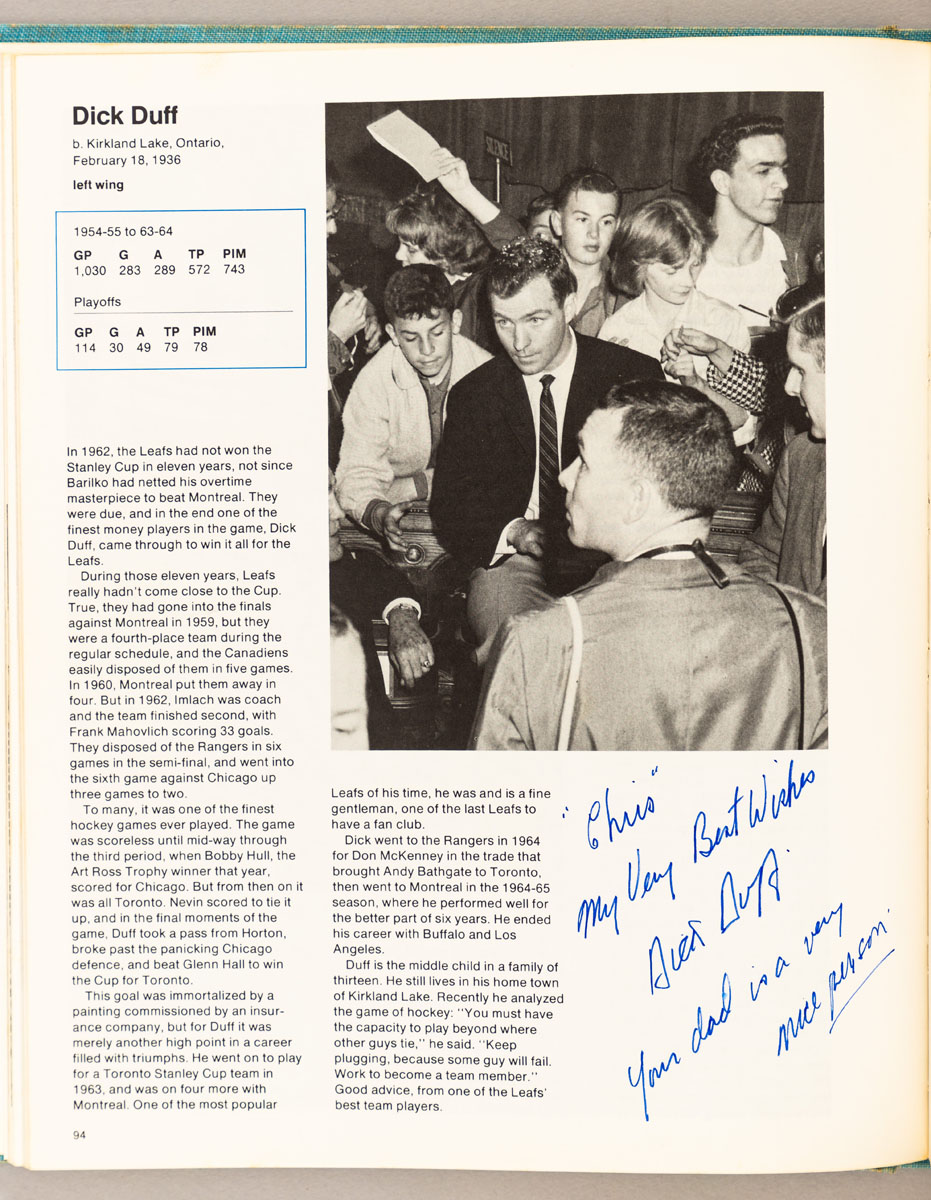 Dick Duff
b. Kirkland Lake, Ontario,
February 18, 1936
left wing
1954-55 to 63-64
GP G A TP PIM
1,030 283 289 572 743
Playoffs
GP G A TP PIM
114 30 49 79 78
SILENCE
In 1962, the Leafs had not won the
Stanley Cup in eleven years, not since
Barilko had netted his overtime
masterpiece to beat Montreal. They
were due, and in the end one of the
finest money players in the game, Dick
Duff, came through to win it all for the
Leafs.
During those eleven years, Leafs
really hadn't come close to the Cup.
True, they had gone into the finals
against Montreal in 1959, but they
were a fourth-place team during the
regular schedule, and the Canadiens
easily disposed of them in five games.
In 1960, Montreal put them away in
four. But in 1962, Imlach was coach
and the team finished second, with
Frank Mahovlich scoring 33 goals.
They disposed of the Rangers in six
games in the semi-final, and went into
the sixth game against Chicago up
three games to two.
To many, it was one of the finest
hockey games ever played. The game
was scoreless until mid-way through
the third period, when Bobby Hull, the
Art Ross Trophy winner that year,
scored for Chicago. But from then on it
was all Toronto. Nevin scored to tie it
up, and in the final moments of the
game, Duff took a pass from Horton,
broke past the panicking Chicago
defence, and beat Glenn Hall to win
the Cup for Toronto.
This goal was immortalized by a
painting commissioned by an insur-
ance company, but for Duff it was
merely another high point in a career
filled with triumphs. He went on to play
for a Toronto Stanley Cup team in
1963, and was on four more with
Montreal. One of the most popular
Leafs of his time, he was and is a fine
gentleman, one of the last Leafs to
have a fan club.
Dick went to the Rangers in 1964
for Don McKenney in the trade that
brought Andy Bathgate to Toronto,
then went to Montreal in the 1964-65
season, where he performed well for
the better part of six years. He ended
his career with Buffalo and Los
Angeles.
Duff is the middle child in a family of
thirteen. He still lives in his home town
of Kirkland Lake. Recently he analyzed
the game of hockey: "You must have
the capacity to play beyond where
other guys tie," he said. "Keep
plugging, because some guy will fail.
Work to become a team member."
Good advice, from one of the Leafs'
best team players.
"Chris"
My Very Best Wishes
Dick Duff.
Your dad is a very
nice person.
94